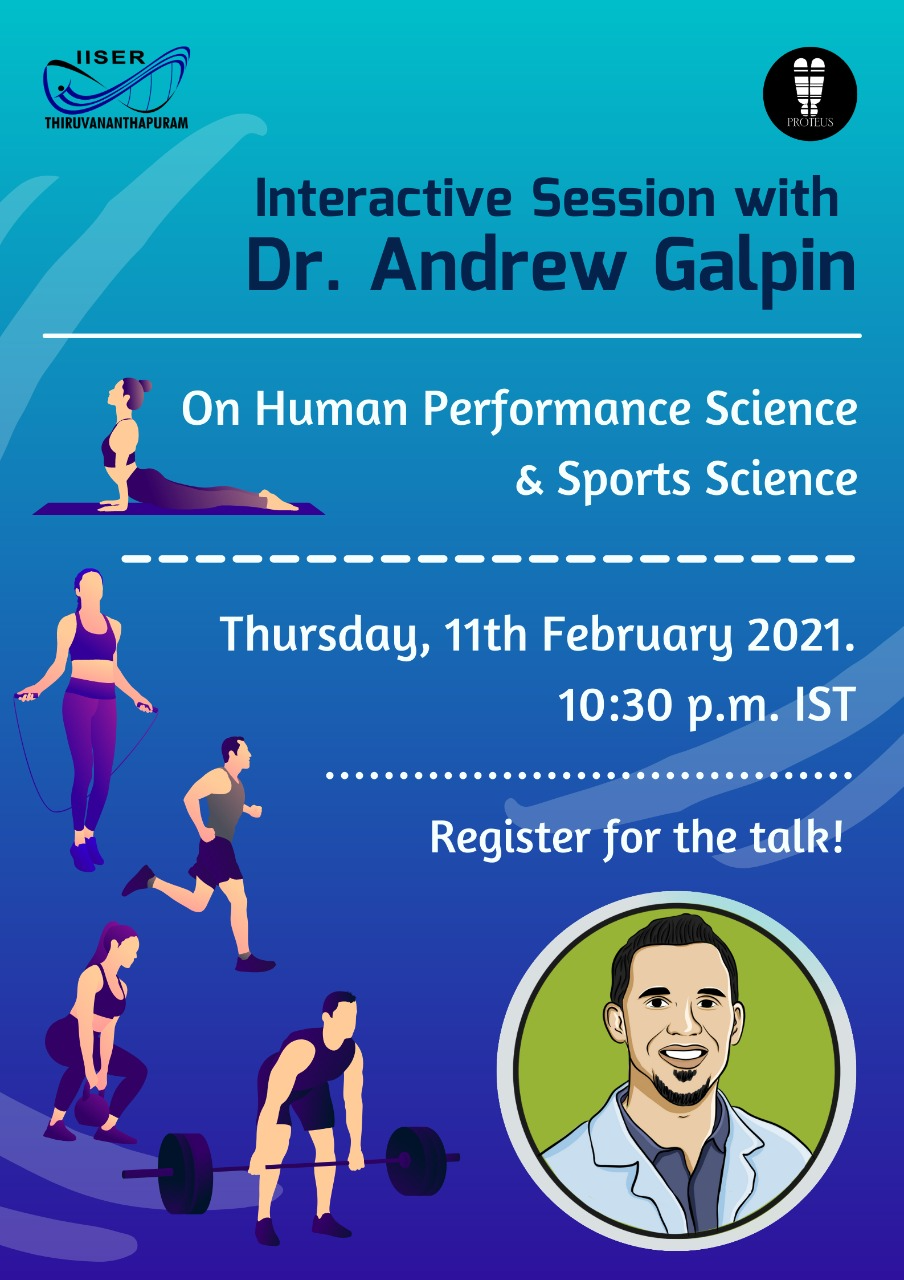 IISER
THIRUVANANTHAPURAM
PROTEUS
Interactive Session with
Dr. Andrew Galpin
On Human Performance Science
& Sports Science
Thursday, 11th February 2021.
10:30 p.m. IST
Register for the talk!